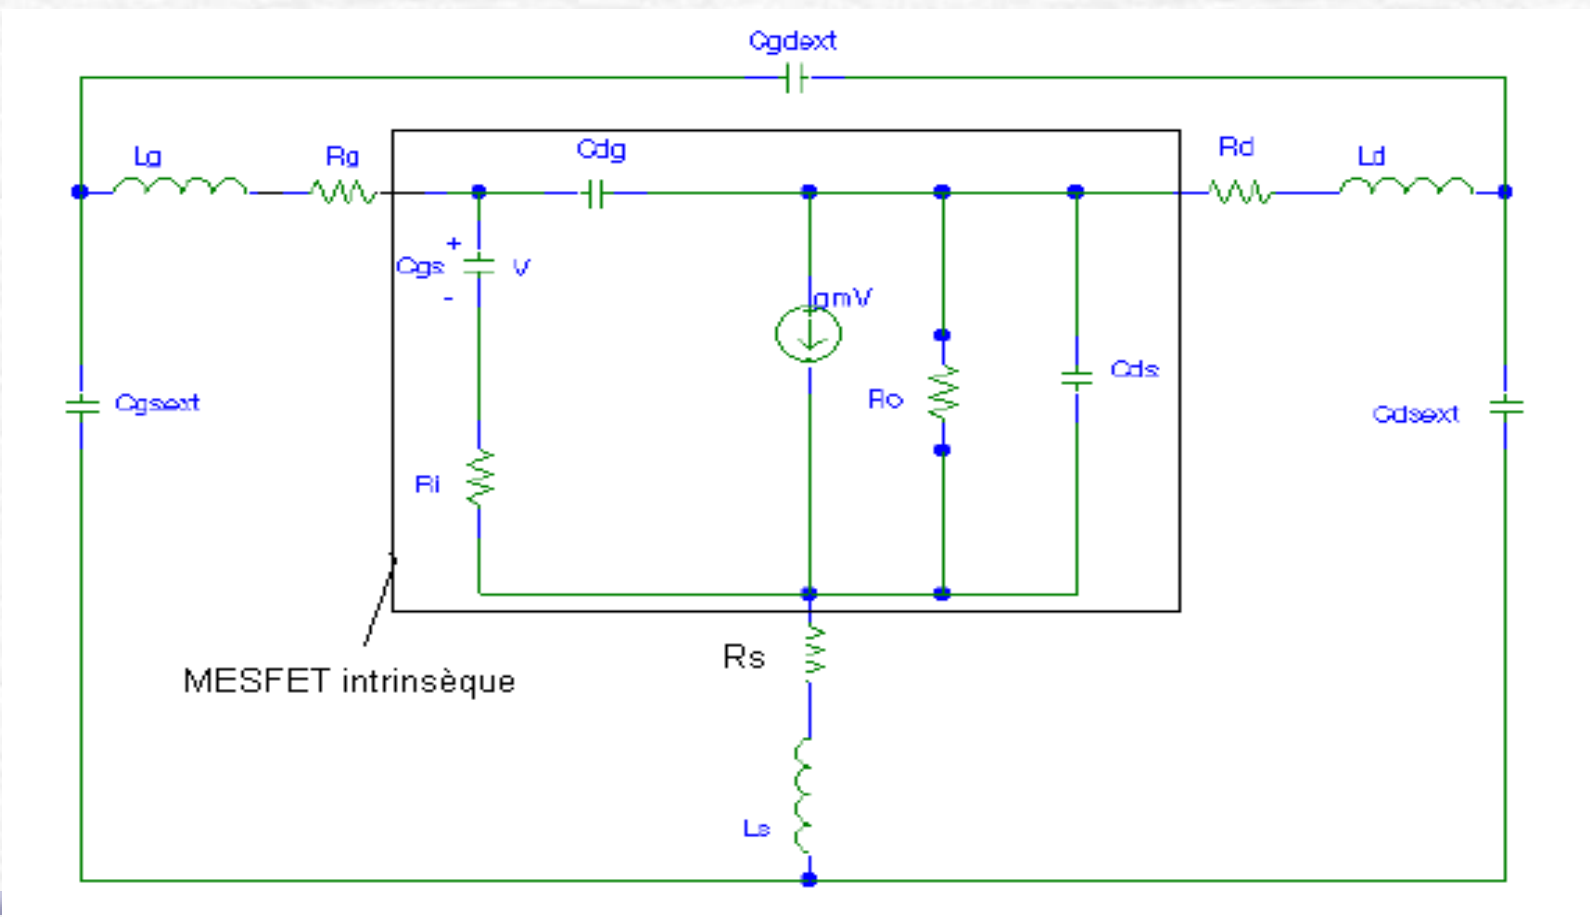 Cgdext
Lg
Rg
Cdg
Rd
Ld
+
Cgs
V
-
gmV
Ro
Cds
Cgsext
Cdsext
Ri
Rs
MESFET intrinsèque
Ls